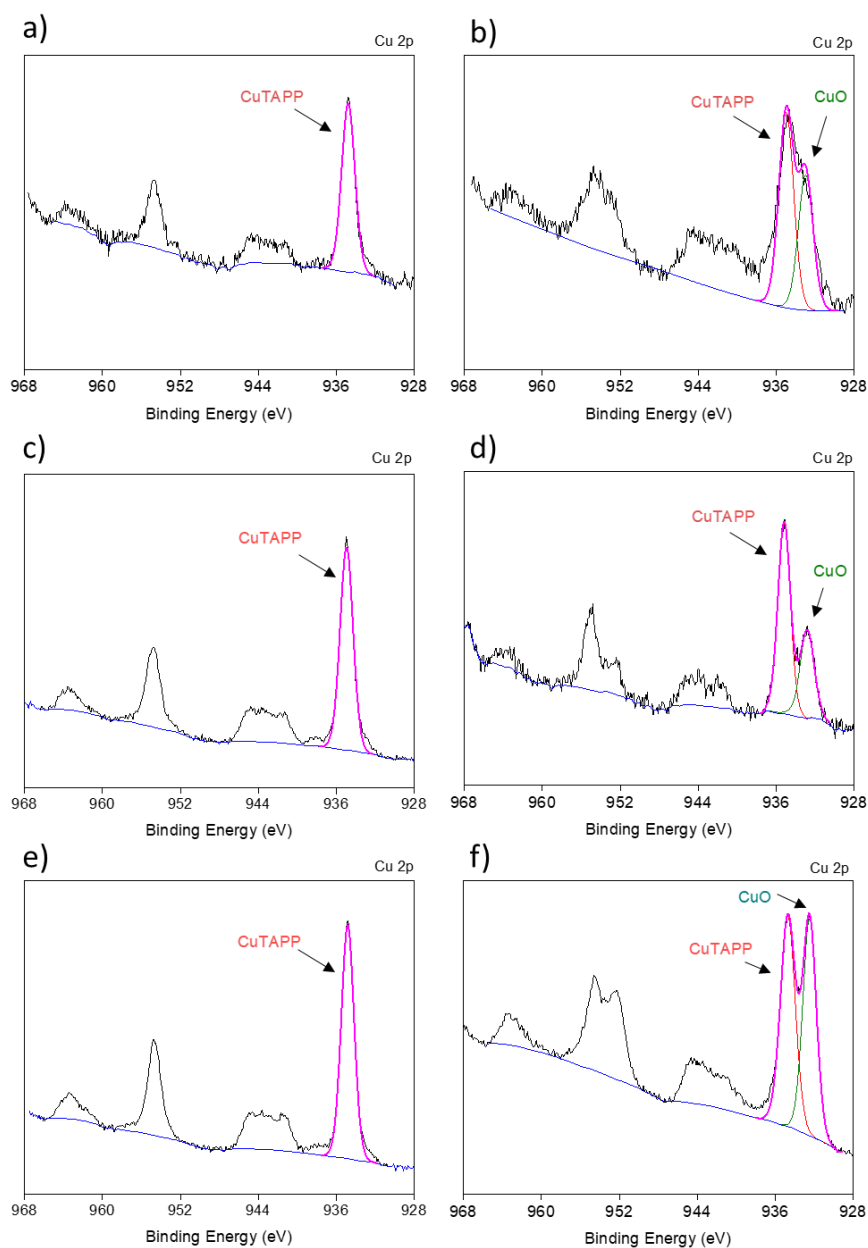 a)
Cu 2p
CuTAPP
968 960 952 944 936 928
Binding Energy (eV)
b)
Cu 2p
CuTAPP
CuO
968 960 952 944 936 928
Binding Energy (eV)
c)
Cu 2p
CuTAPP
968 960 952 944 936 928
Binding Energy (eV)
d)
Cu 2p
CuTAPP
CuO
968 960 952 944 936 928
Binding Energy (eV)
e)
Cu 2p
CuTAPP
968 960 952 944 936 928
Binding Energy (eV)
f)
Cu 2p
CuO
CuTAPP
968 960 952 944 936 928
Binding Energy (eV)